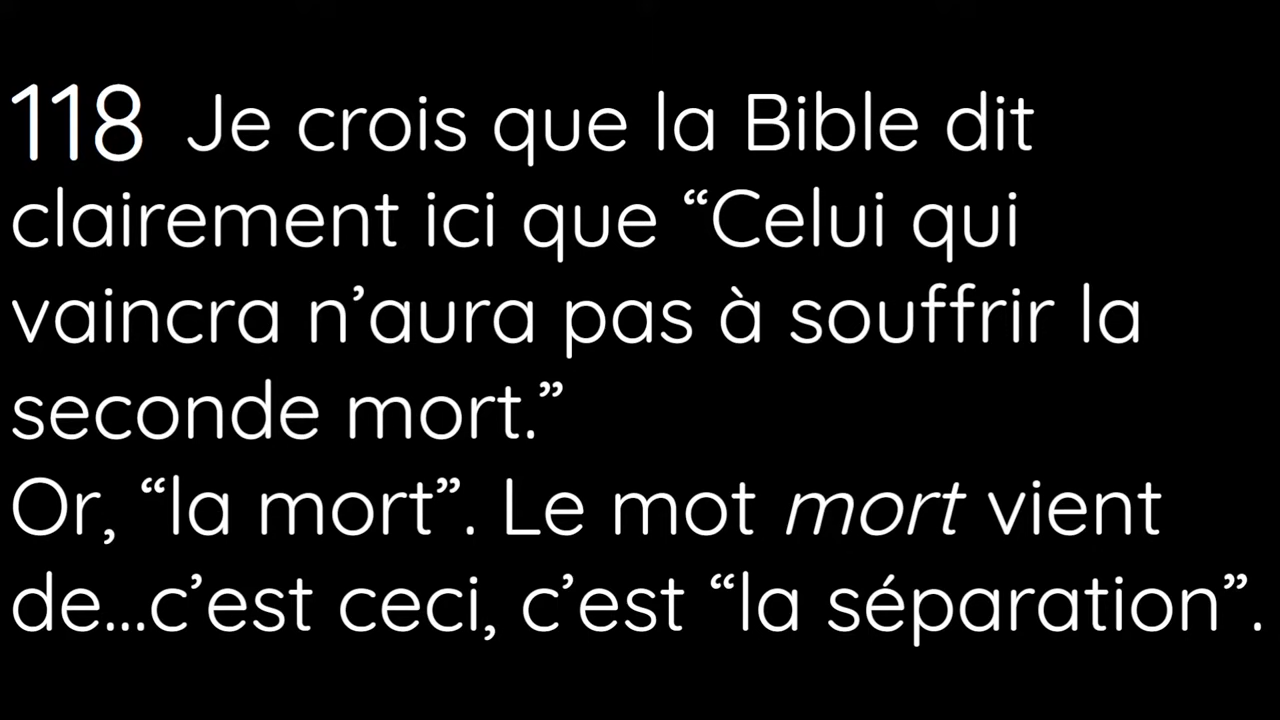 118 Je crois que la Bible dit
clairement ici que “Celui qui
vaincra n’aura pas à souffrir la
seconde mort.”
Or, “la mort”. Le mot mort vient
de...c’est ceci, c’est “la séparation”.